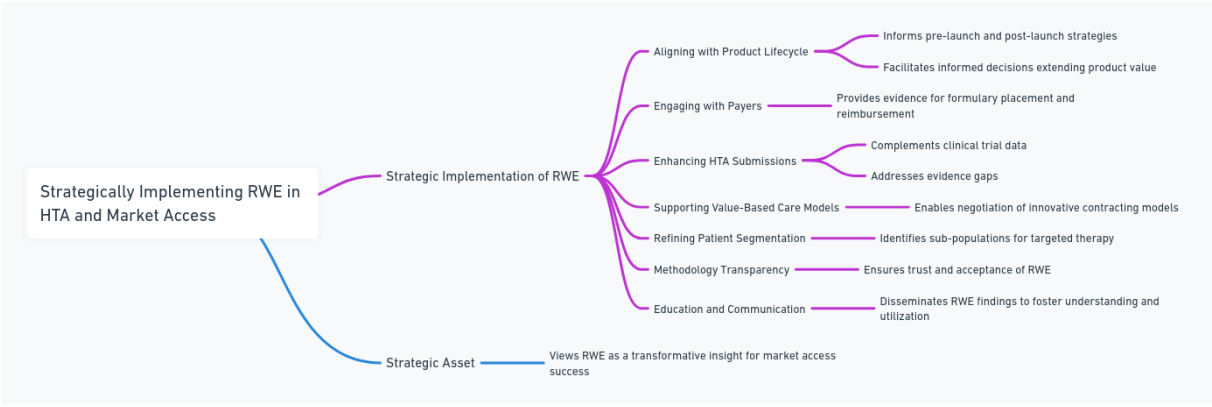 Strategically Implementing RWE in
HTA and Market Access
Strategic Implementation of RWE
Aligning with Product Lifecycle
Informs pre-launch and post-launch strategies
Facilitates informed decisions extending product value
Engaging with Payers
Provides evidence for formulary placement and
reimbursement
Enhancing HTA Submissions
Complements clinical trial data
Addresses evidence gaps
Supporting Value-Based Care Models
Enables negotiation of innovative contracting models
Refining Patient Segmentation
Identifies sub-populations for targeted therapy
Methodology Transparency
Ensures trust and acceptance of RWE
Education and Communication
Disseminates RWE findings to foster understanding and
utilization
Strategic Asset
Views RWE as a transformative insight for market access
success